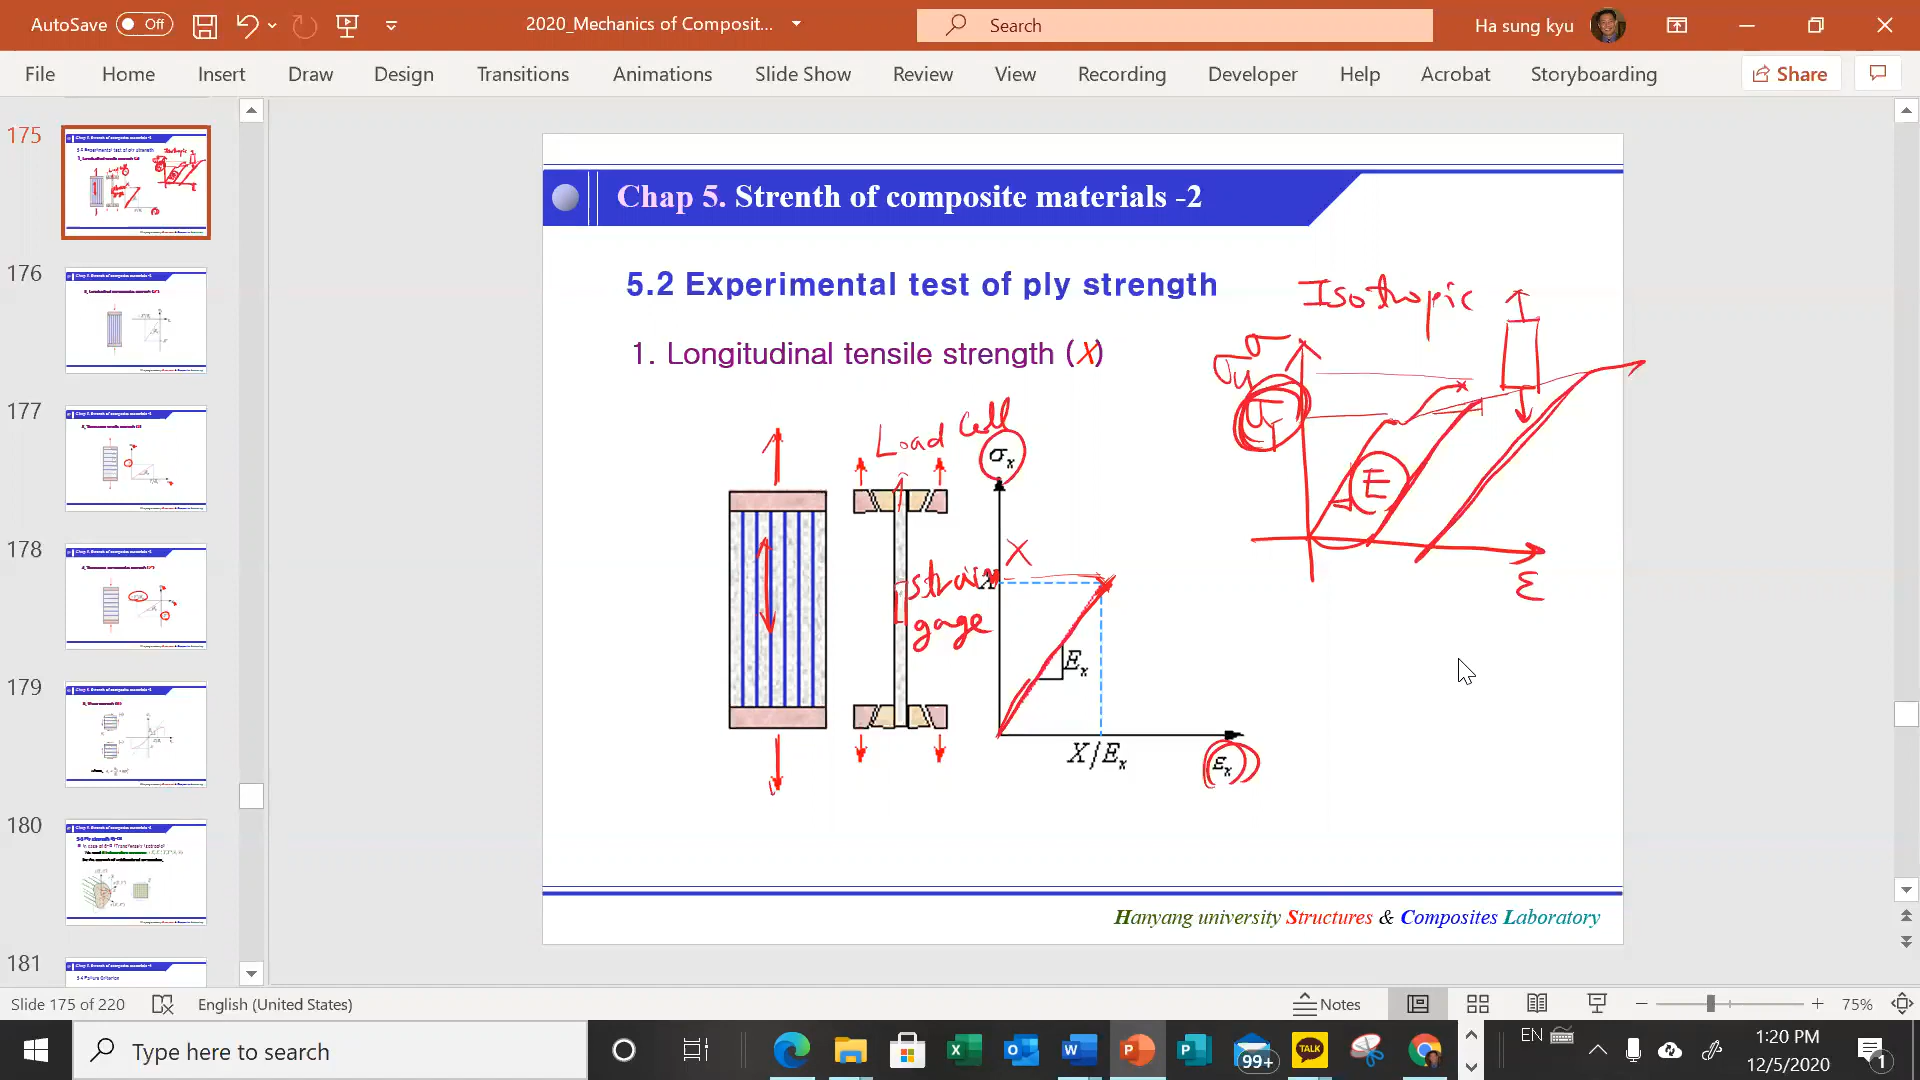 AutoSave Off
2020_Mechanics of Composit...
Search
Ha sung kyu
File Home Insert Draw Design Transitions Animations Slide Show Review View Recording Developer Help Acrobat Storyboarding Share
175
176
177
178
179
180
181
Chap 5. Strenth of composite materials -2
5.2 Experimental test of ply strength
1. Longitudinal tensile strength (X)
Isotropic
σ
E
ε
Load Cell
σx
X
X
strain
gage
Ex
X/Ex
εx
Hanyang university Structures & Composites Laboratory
Slide 175 of 220
English (United States)
Notes
75%
Type here to search
99+
TALK
EN
1:20 PM
12/5/2020
1